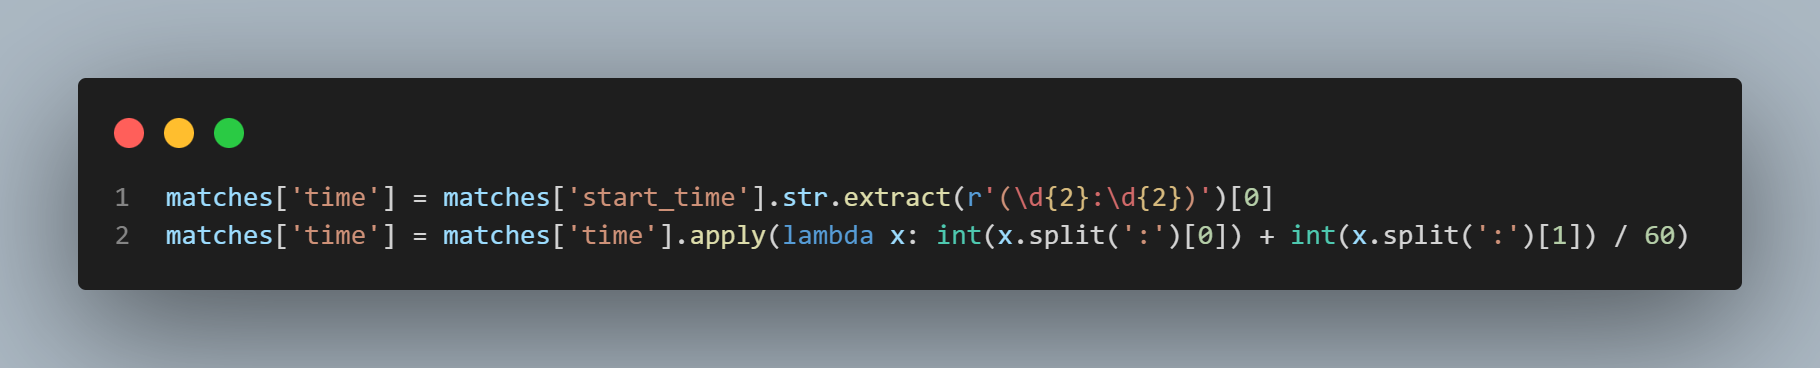 1 matches['time'] = matches['start_time'].str.extract(r'(\d{2}:\d{2})')[0]
2 matches['time'] = matches['time'].apply(lambda x: int(x.split(':')[0]) + int(x.split(':')[1]) / 60)